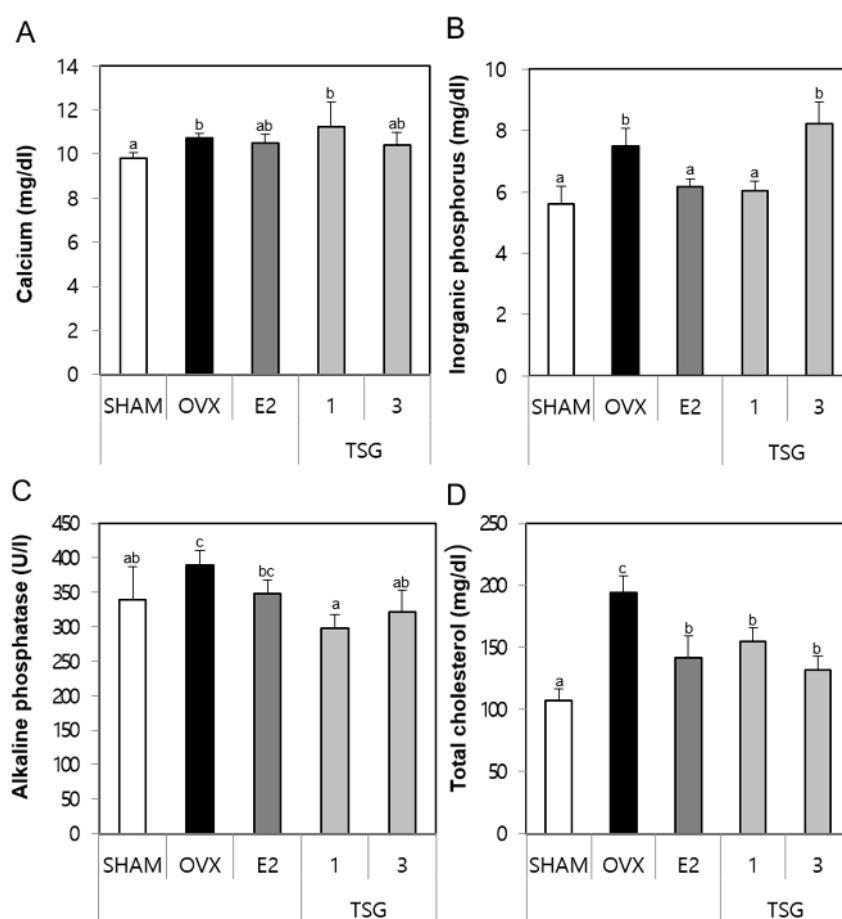 A
Calcium (mg/dl)
14
12
10
8
6
4
2
0
a
b
ab
b
ab
SHAM OVX E2 1 3
TSG
B
Inorganic phosphorus (mg/dl)
10
8
6
4
2
0
a
b
a
a
b
SHAM OVX E2 1 3
TSG
C
Alkaline phosphatase (U/l)
450
400
350
300
250
200
150
100
50
0
ab
c
bc
a
ab
SHAM OVX E2 1 3
TSG
D
Total cholesterol (mg/dl)
250
200
150
100
50
0
a
c
b
b
b
SHAM OVX E2 1 3
TSG